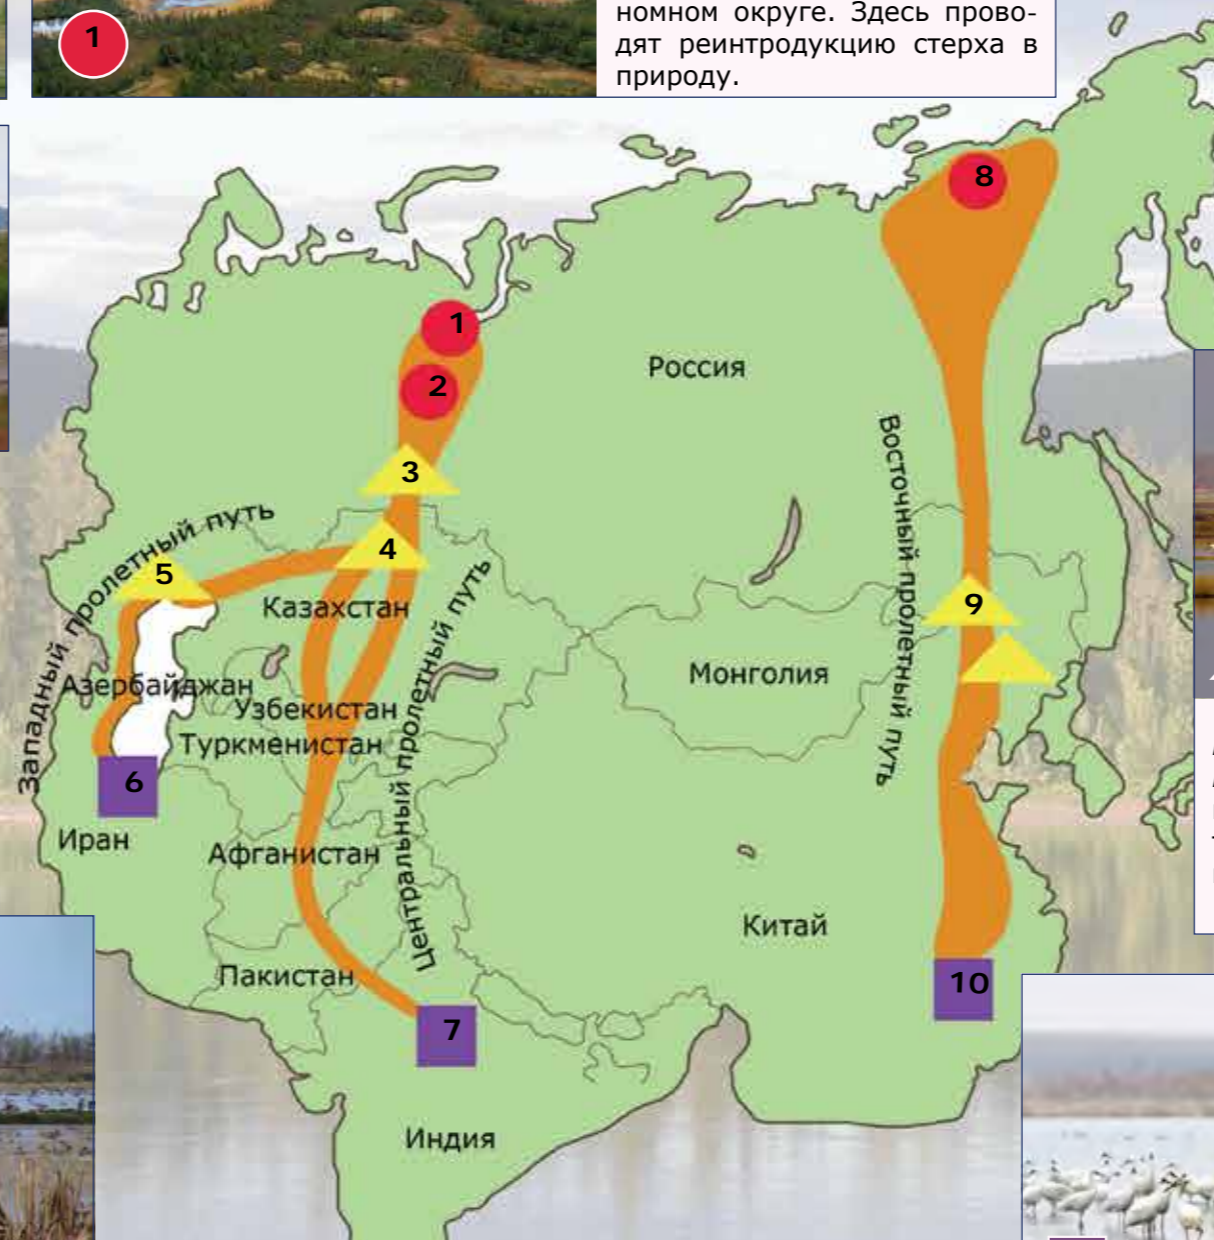 1
номном округе. Здесь прово-
дят реинтродукцию стерха в
природу.
8
1
2
Россия
3
Западный пролетный путь
4
5
Казахстан
Центральный пролетный путь
Восточный пролетный путь
9
Азербайджан
Узбекистан
Монголия
Туркменистан
6
Иран
Афганистан
Китай
Пакистан
10
7
Индия